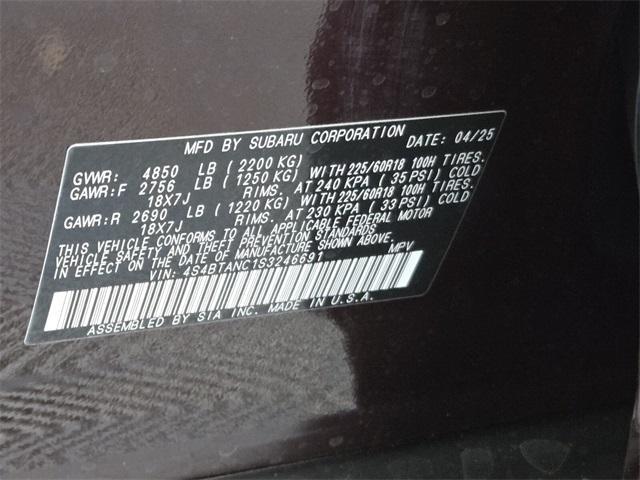 MFD BY SUBARU CORPORATION DATE: 04/25
GVWR: 4850 LB (2200 KG)
GAWR:F 2756 LB (1250 KG) WITH 225/60R18 100H TIRES.
18X7J RIMS. AT 240 KPA (35 PSI) COLD
GAWR:R 2690 LB (1220 KG) WITH 225/60R18 100H TIRES.
18X7J RIMS. AT 230 KPA (33 PSI) COLD
THIS VEHICLE CONFORMS TO ALL APPLICABLE FEDERAL MOTOR
VEHICLE SAFETY AND THEFT PREVENTION STANDARDS
IN EFFECT ON THE DATE OF MANUFACTURE SHOWN ABOVE.
VIN: 4S4BTANC1S3246691 MPV
ASSEMBLED BY SIA INC. MADE IN U.S.A.